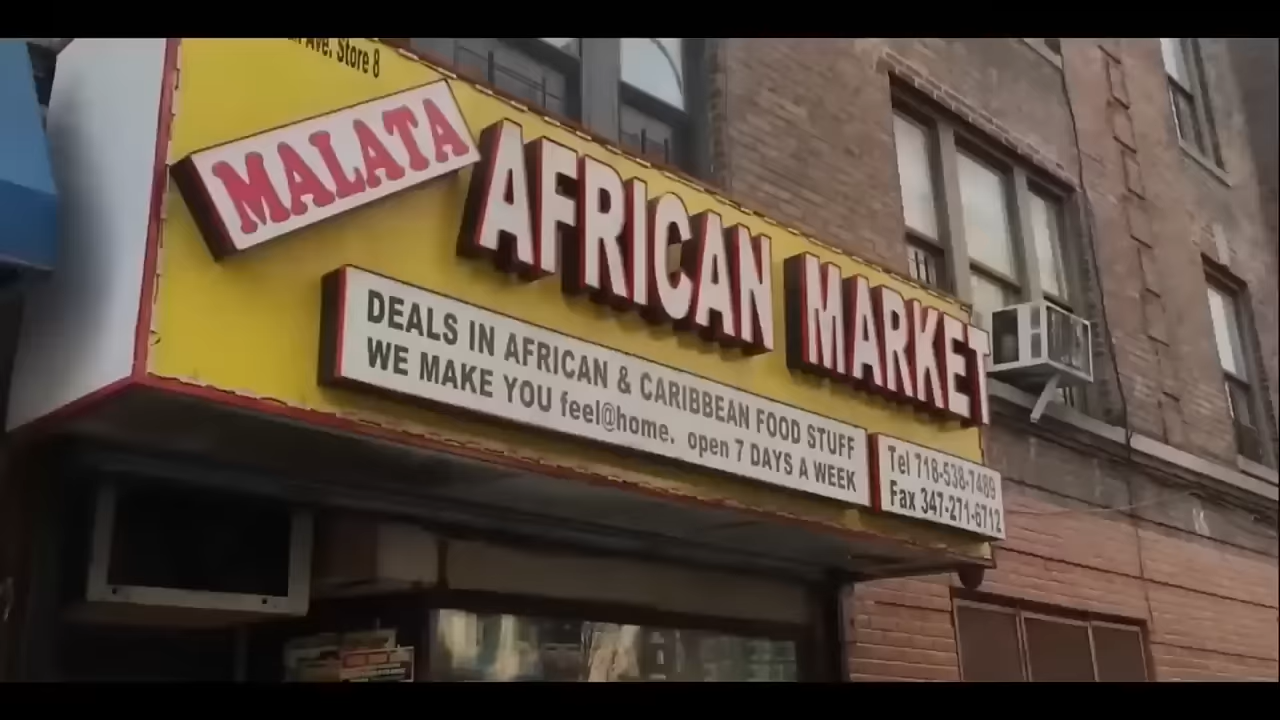 Ave. Store 8
MALATA
AFRICAN MARKET
DEALS IN AFRICAN & CARIBBEAN FOOD STUFF
WE MAKE YOU feel@home. open 7 DAYS A WEEK
Tel 718-538-7489
Fax 347-271-6712